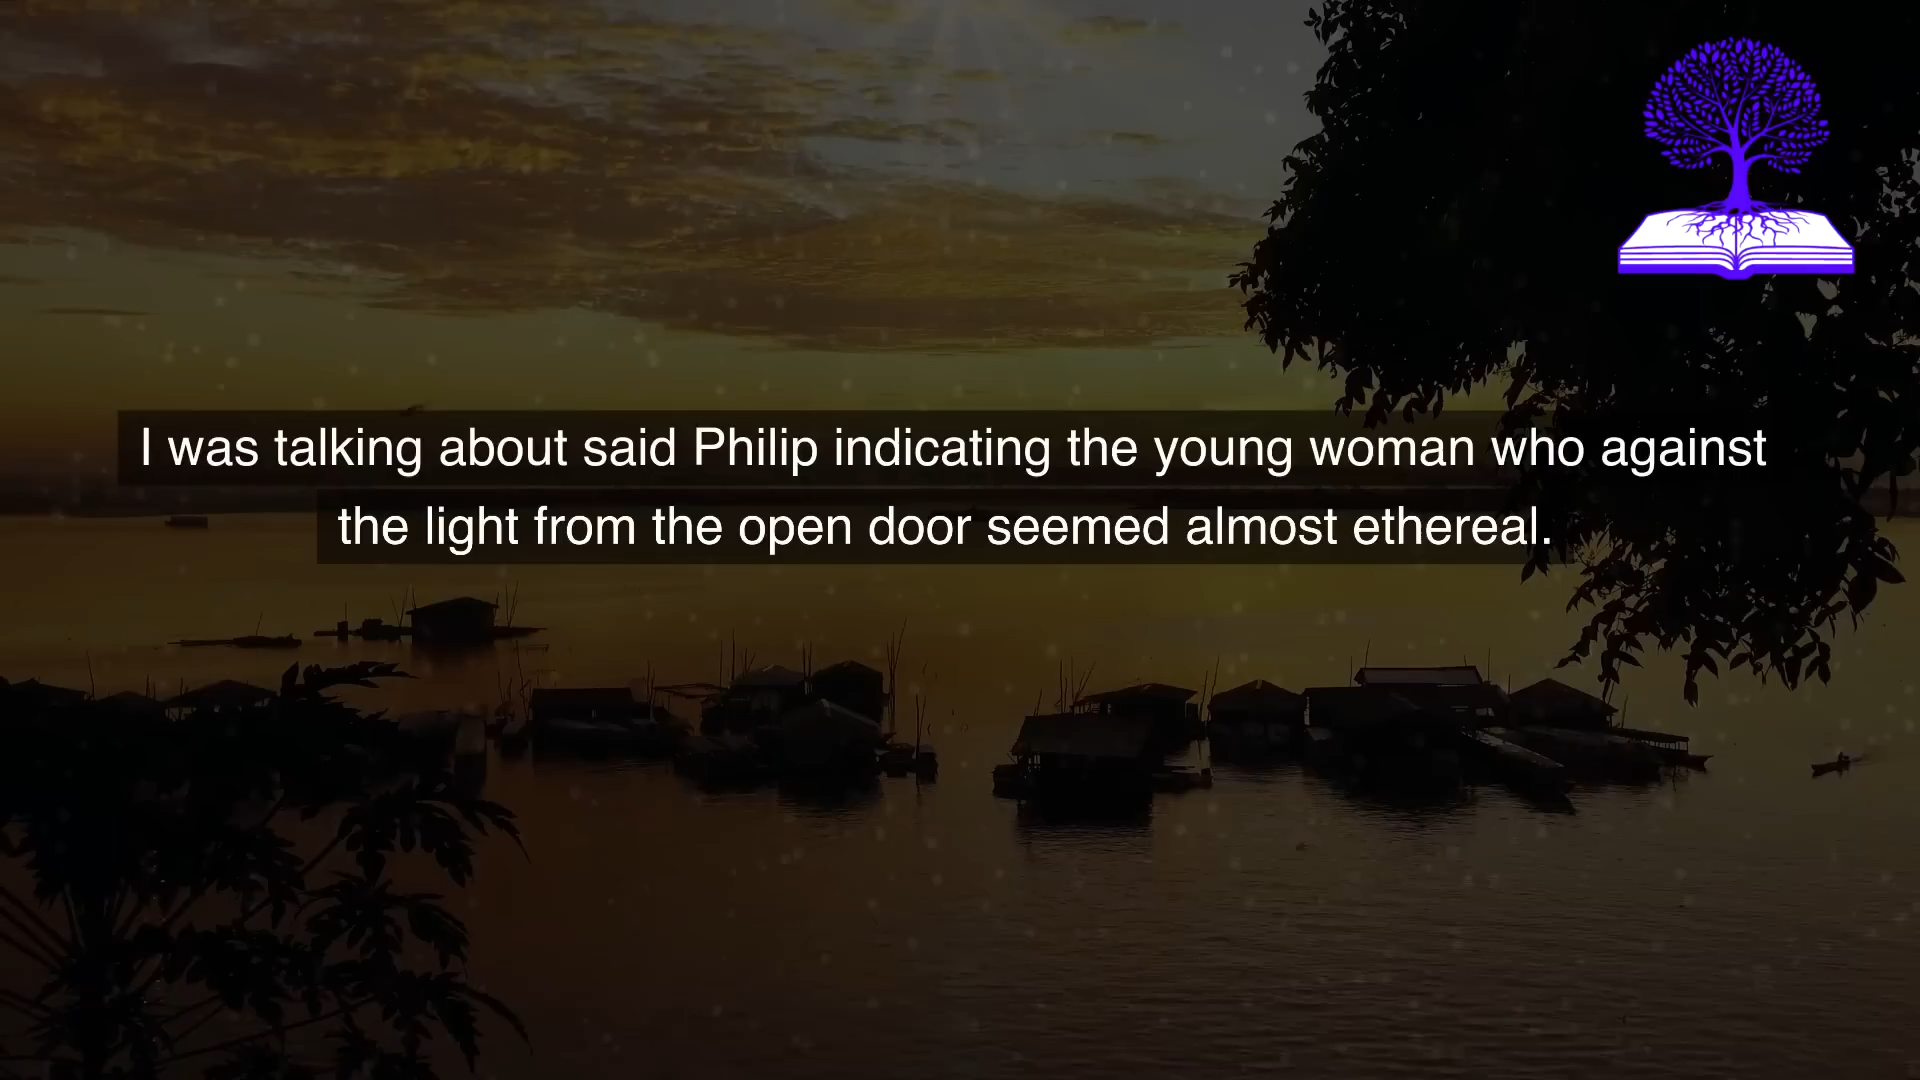 I was talking about said Philip indicating the young woman who against
the light from the open door seemed almost ethereal.